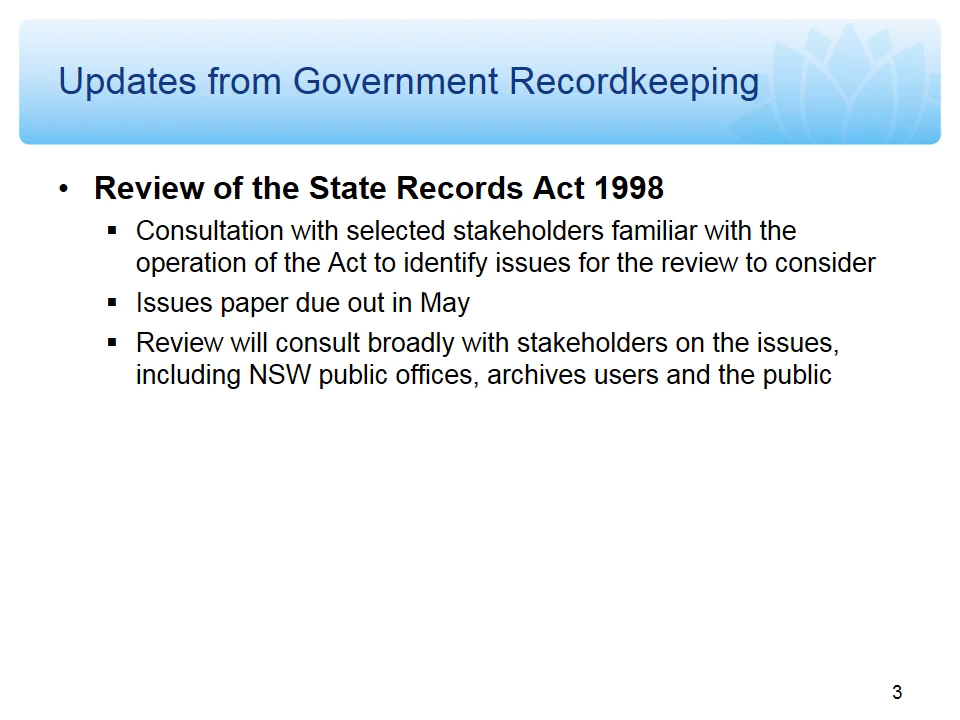 Updates from Government Recordkeeping
• Review of the State Records Act 1998
▪ Consultation with selected stakeholders familiar with the
operation of the Act to identify issues for the review to consider
▪ Issues paper due out in May
▪ Review will consult broadly with stakeholders on the issues,
including NSW public offices, archives users and the public
3